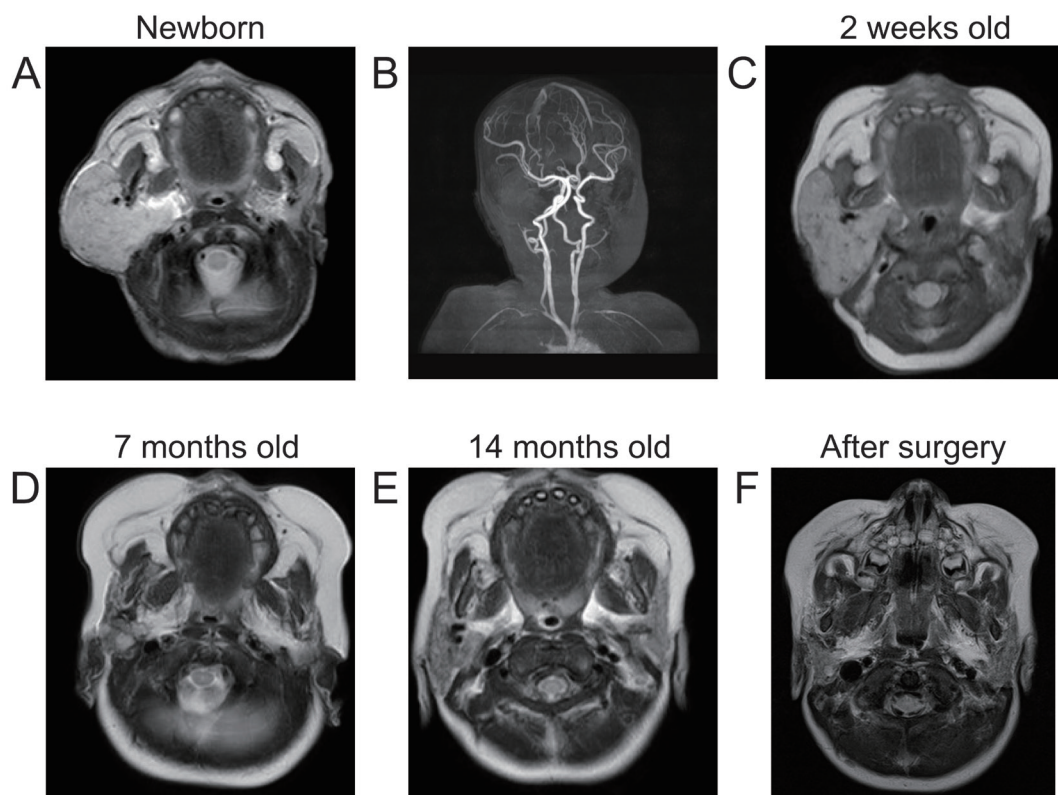 Newborn
2 weeks old
A
B
C
7 months old
14 months old
After surgery
D
E
F